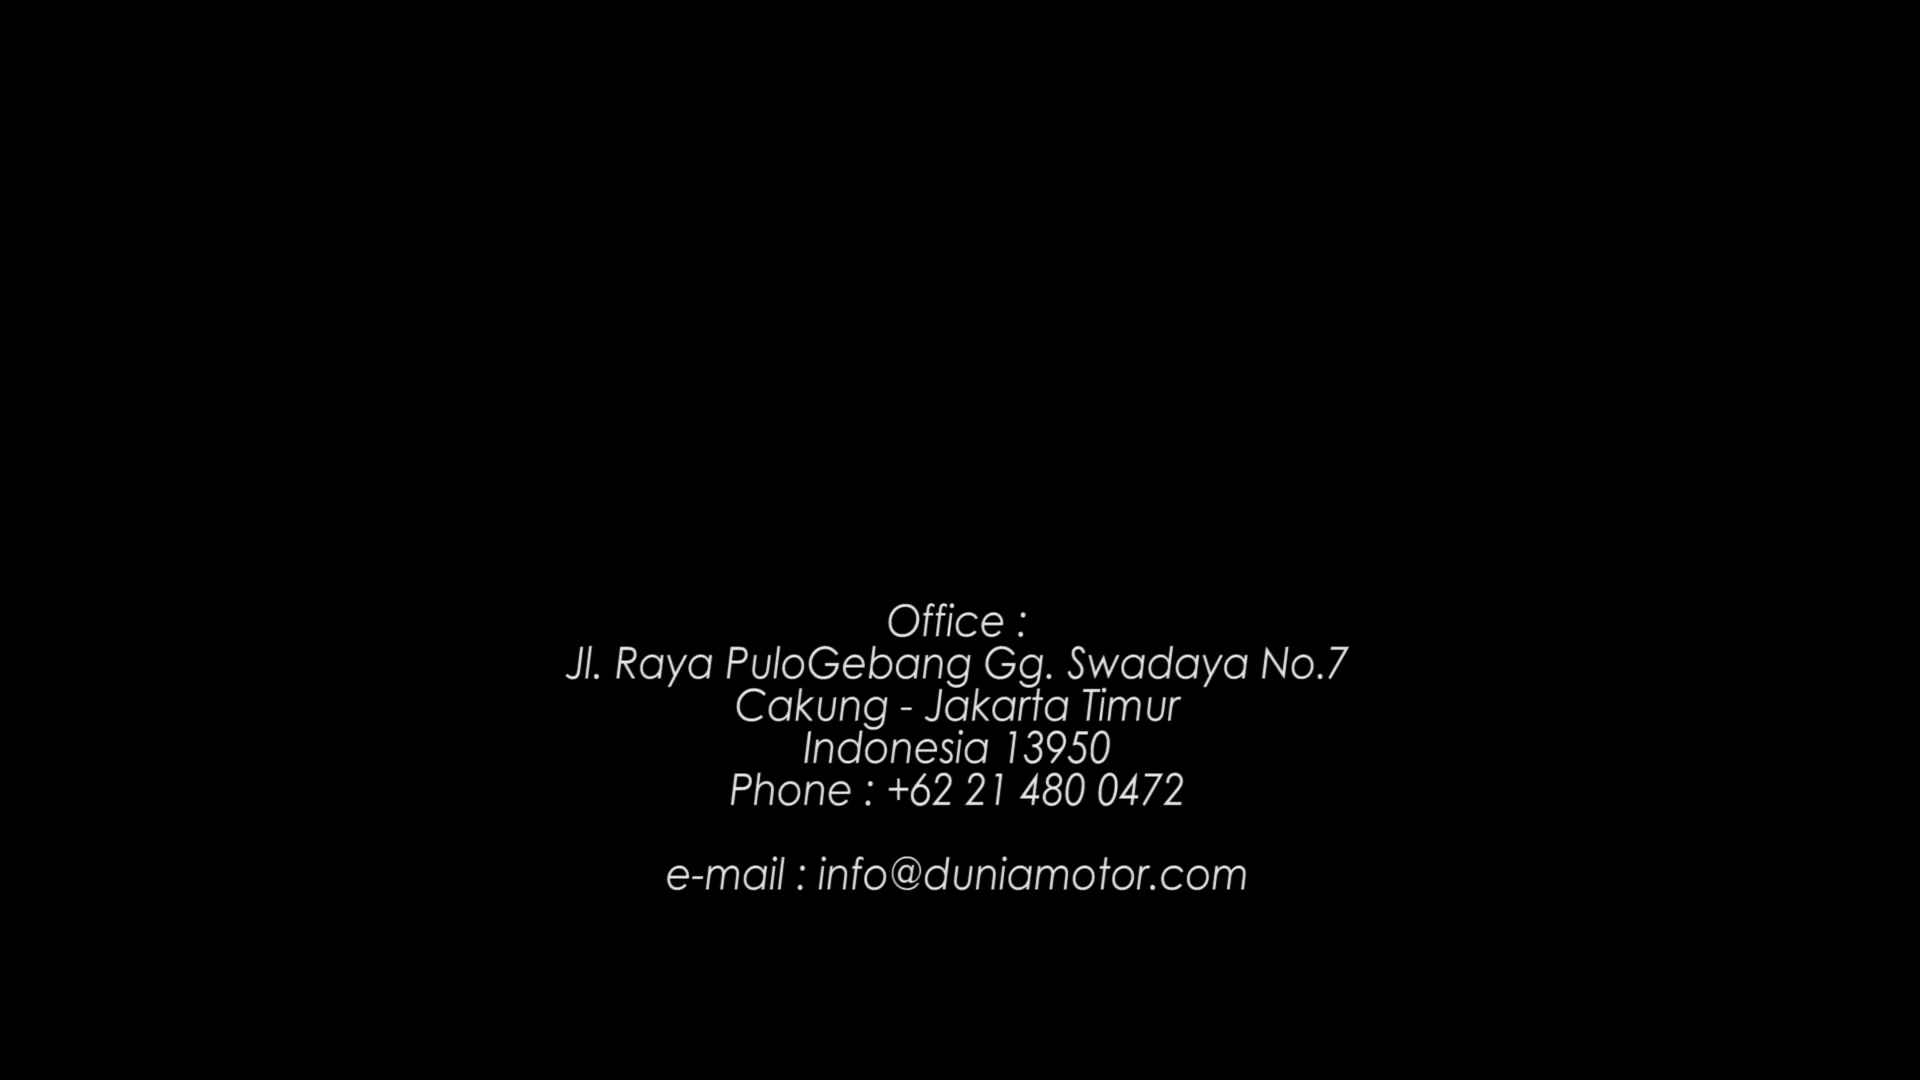 Office :
Jl. Raya PuloGebang Gg. Swadaya No.7
Cakung - Jakarta Timur
Indonesia 13950
Phone : +62 21 480 0472
e-mail : info@duniamotor.com